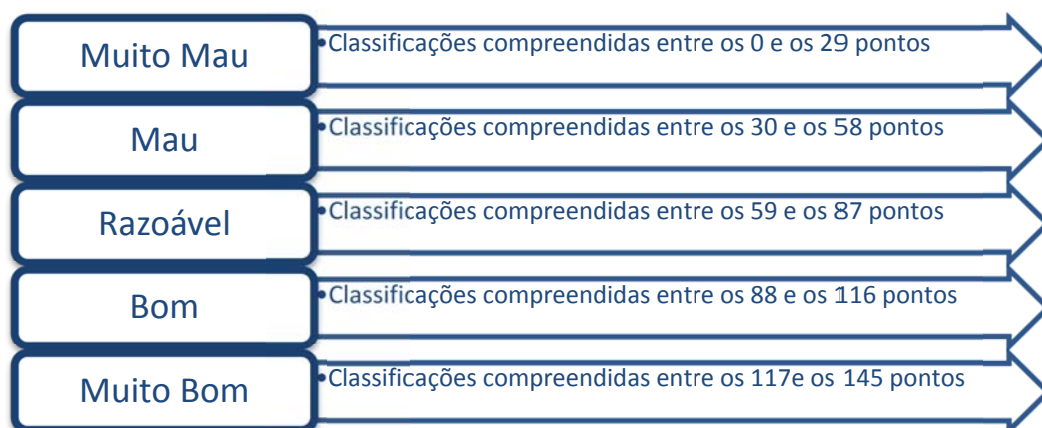 Muito Mau
•Classificações compreendidas entre os 0 e os 29 pontos
Mau
•Classificações compreendidas entre os 30 e os 58 pontos
Razoável
•Classificações compreendidas entre os 59 e os 87 pontos
Bom
•Classificações compreendidas entre os 88 e os 116 pontos
Muito Bom
•Classificações compreendidas entre os 117e os 145 pontos